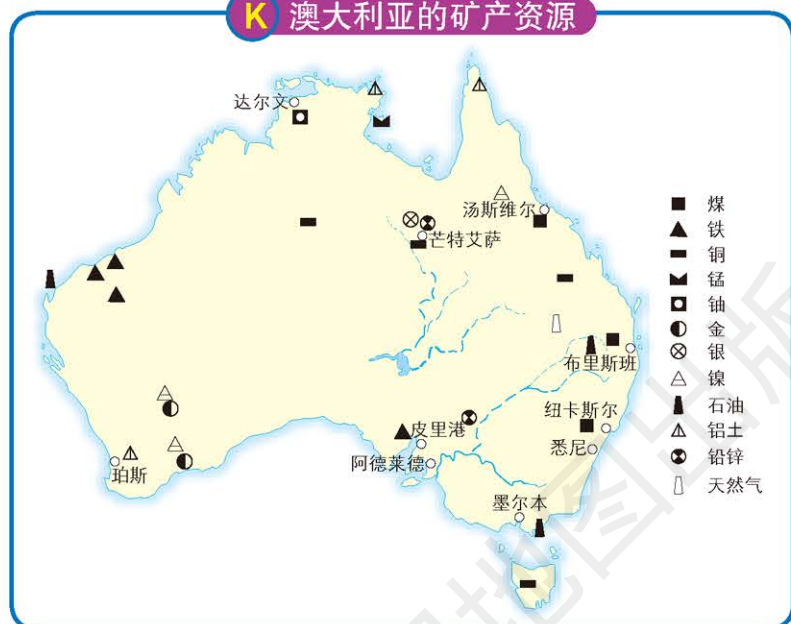 K 澳大利亚的矿产资源
达尔文
汤斯维尔
芒特艾萨
布里斯班
纽卡斯尔
皮里港
悉尼
阿德莱德
珀斯
墨尔本
煤
铁
铜
锰
铀
金
银
镍
石油
铝土
铅锌
天然气